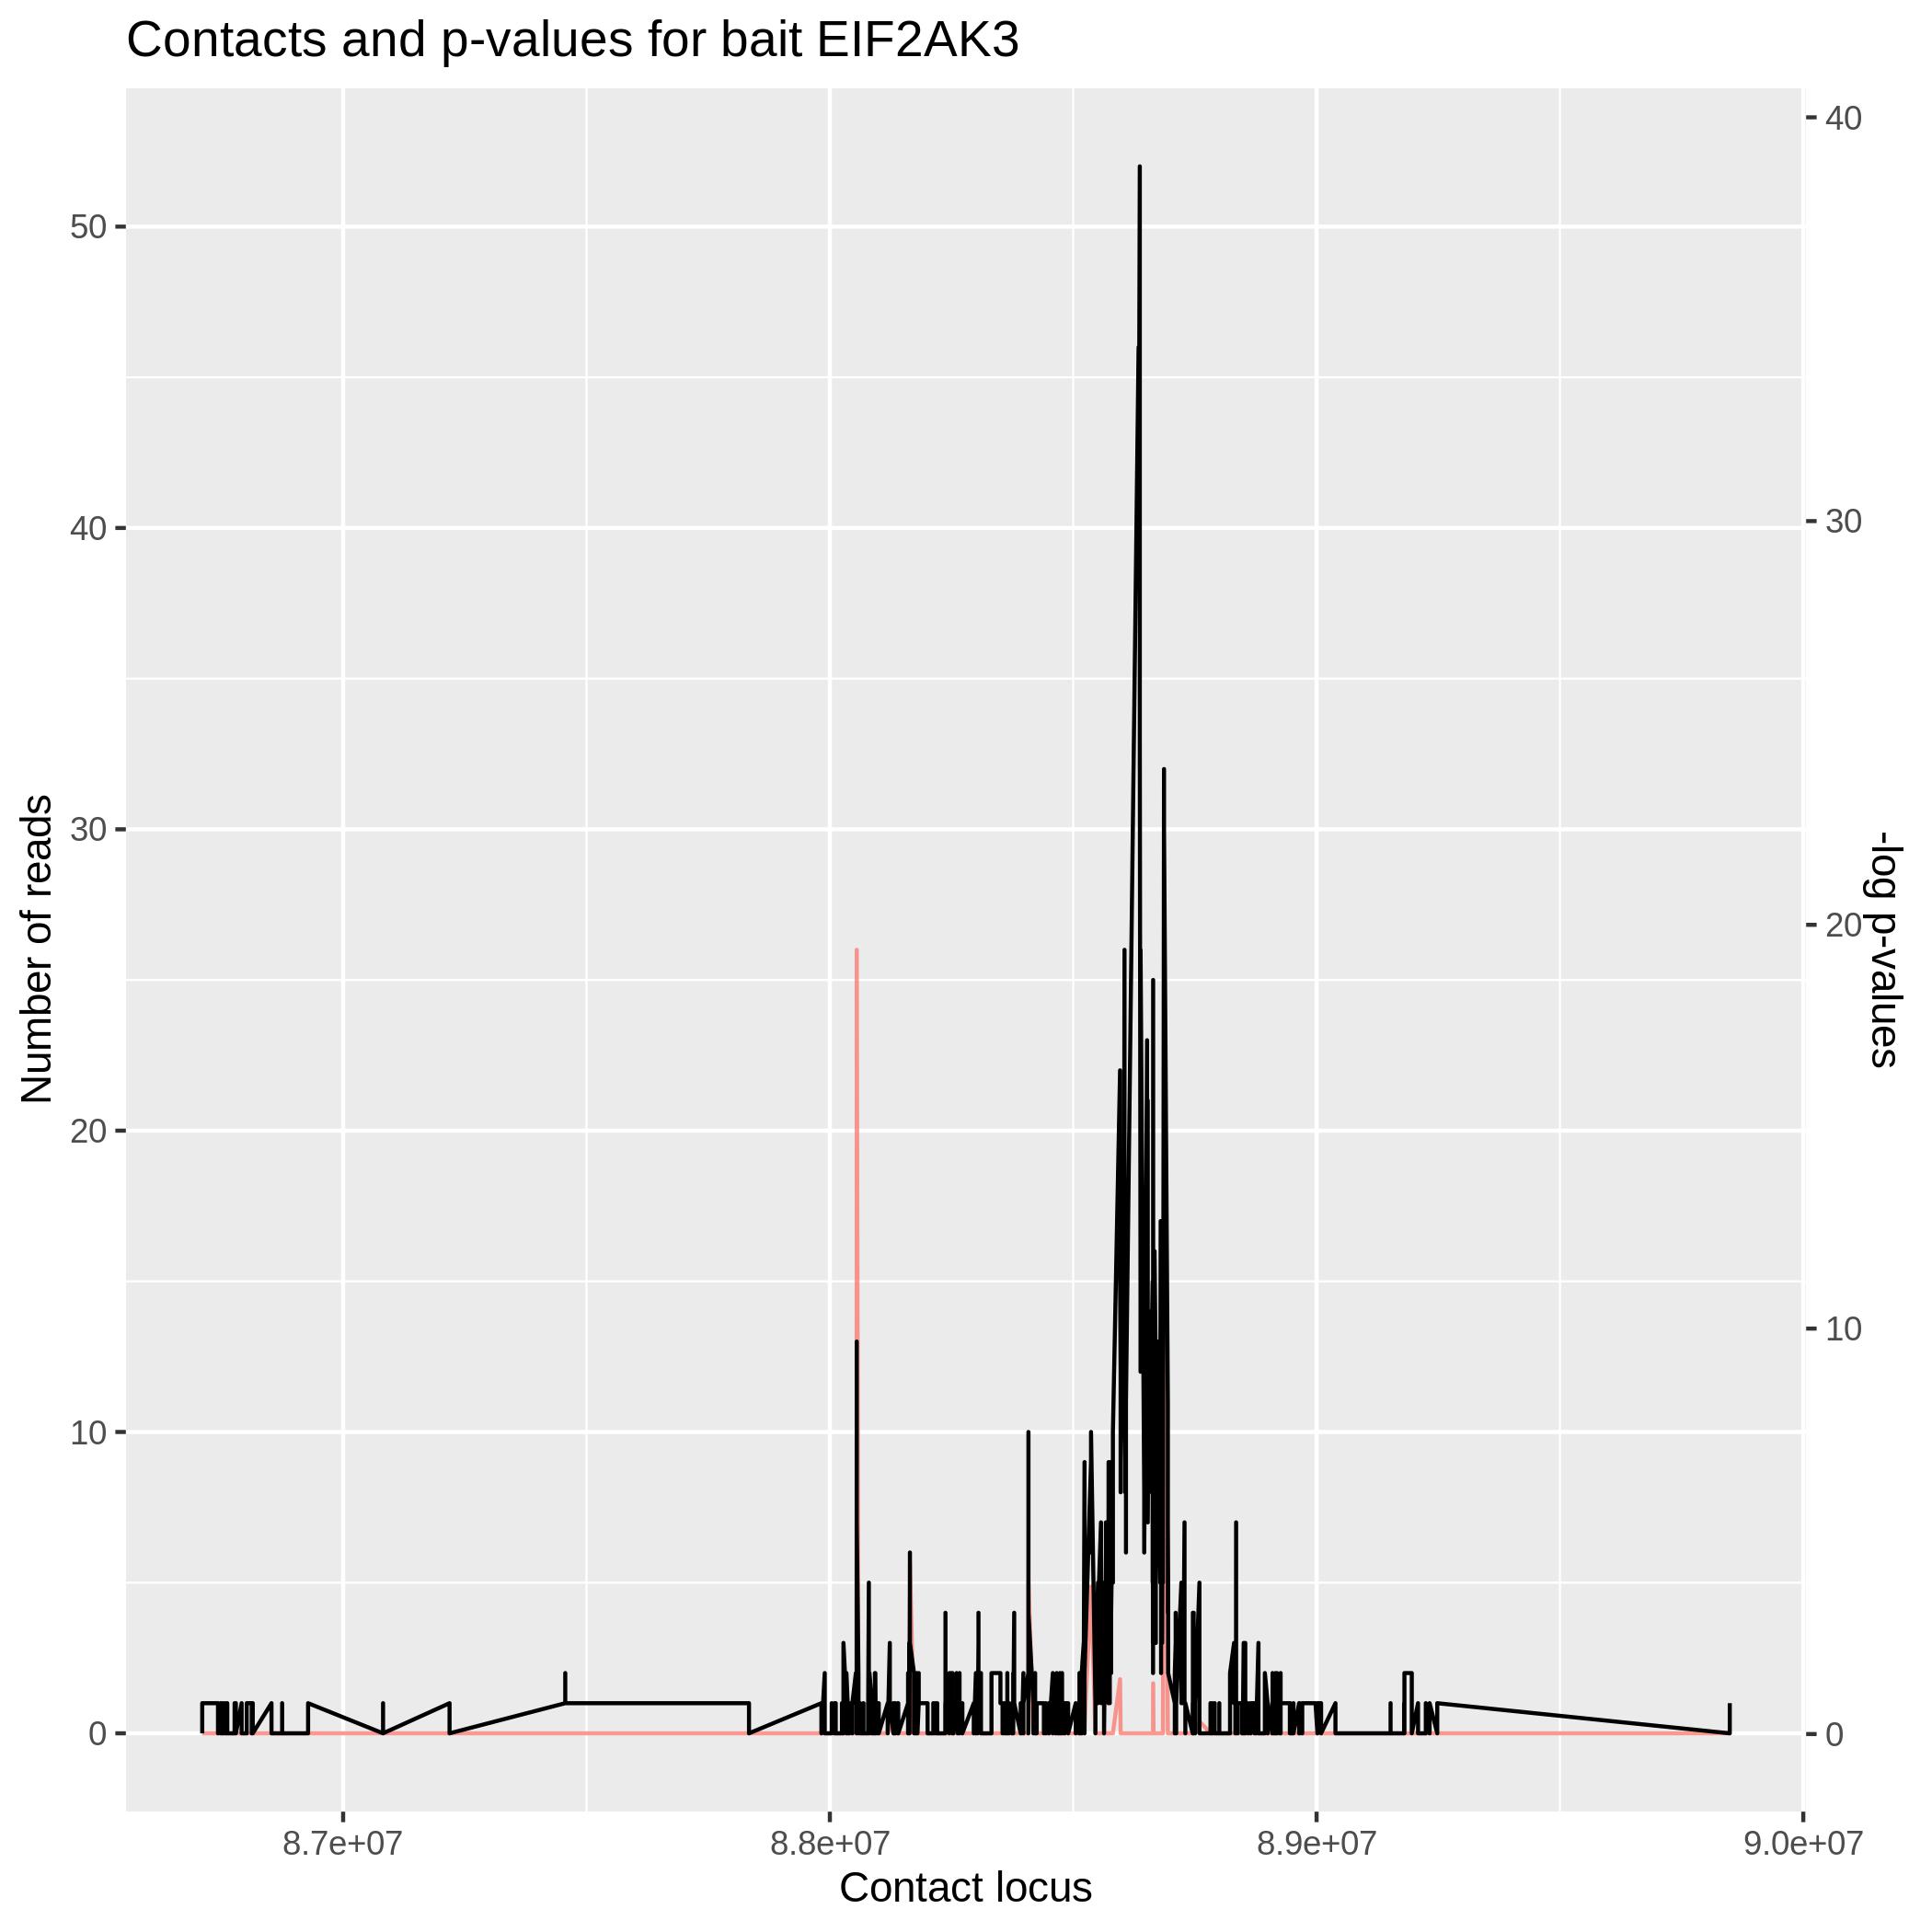 Contacts and p-values for bait EIF2AK3
Number of reads
50
40
30
20
10
0
40
30
20
10
0
-log p-values
8.7e+07
8.8e+07
8.9e+07
9.0e+07
Contact locus